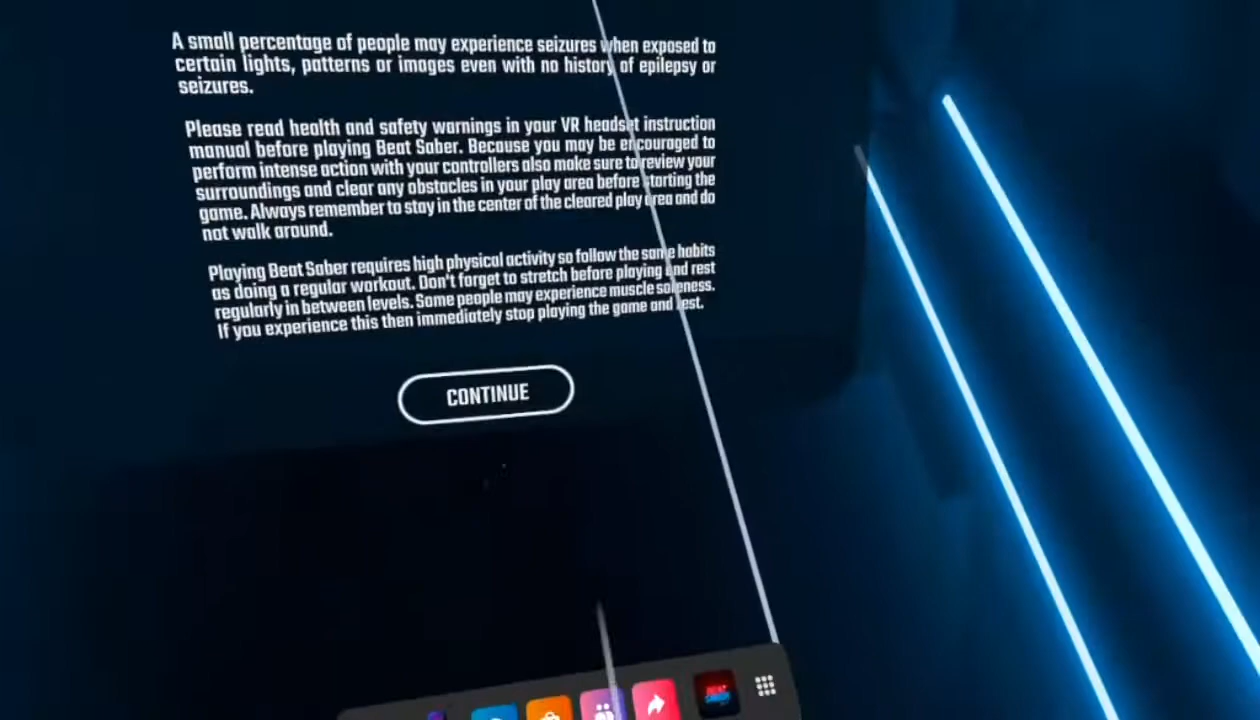 A small percentage of people may experience seizures when exposed to
certain lights, patterns or images even with no history of epilepsy or
seizures.
Please read health and safety warnings in your VR headset instruction
manual before playing Beat Saber. Because you may be encouraged to
perform intense action with your controllers also make sure to review your
surroundings and clear any obstacles in your play area before starting the
game. Always remember to stay in the center of the cleared play area and do
not walk around.
Playing Beat Saber requires high physical activity so follow the same habits
as doing a regular workout. Don't forget to stretch before playing and rest
regularly in between levels. Some people may experience muscle soreness.
If you experience this then immediately stop playing the game and rest.
CONTINUE